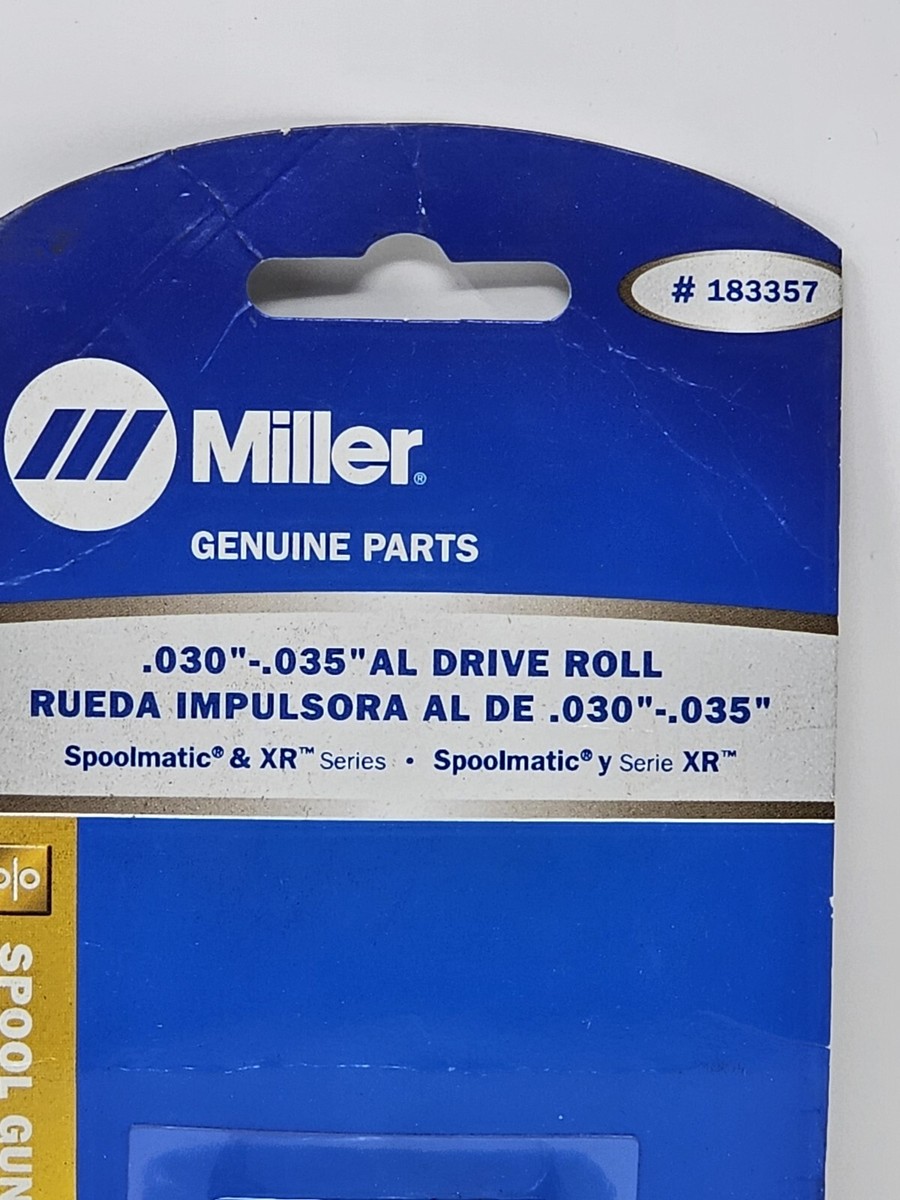 # 183357
Miller®
GENUINE PARTS
.030"-.035"AL DRIVE ROLL
RUEDA IMPULSORA AL DE .030"-.035"
Spoolmatic® & XR™ Series • Spoolmatic® y Serie XR™
SPOOL GUN